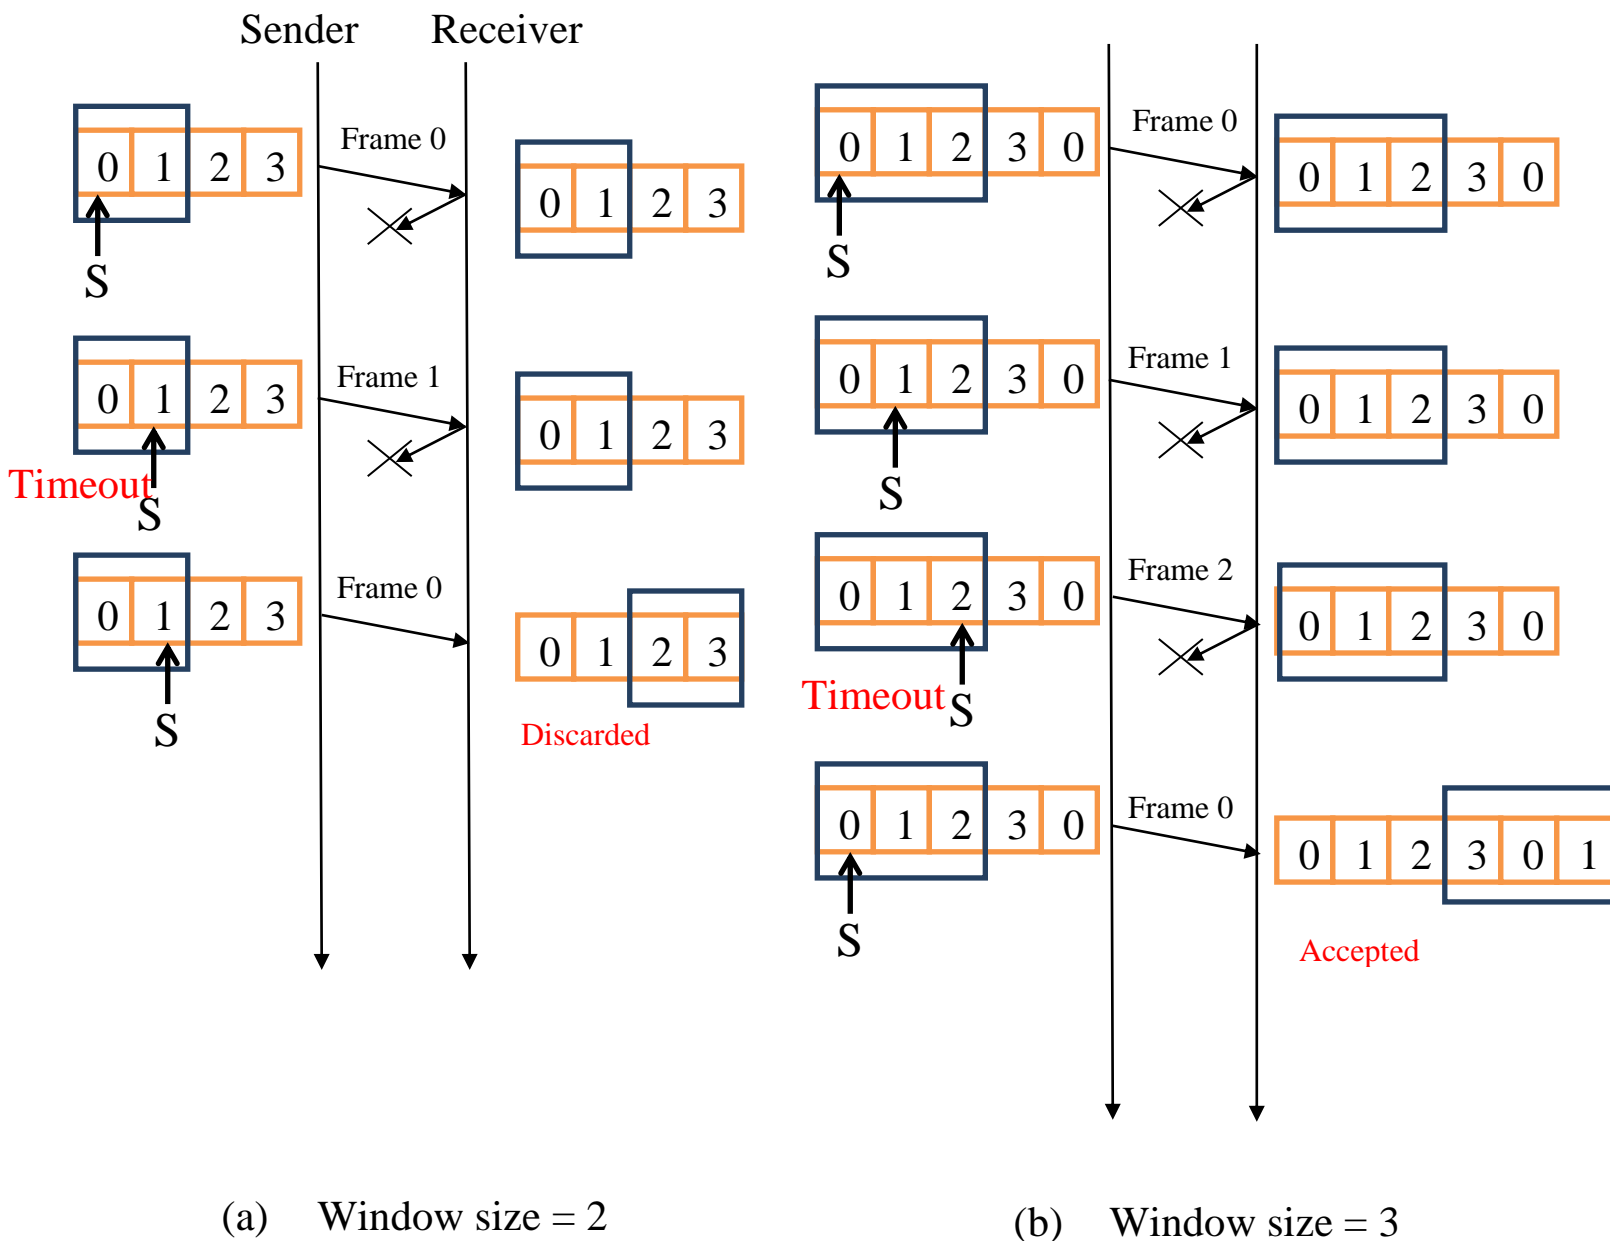 Sender Receiver
0 1 2 3
Frame 0
0 1 2 3
S
0 1 2 3
Frame 1
0 1 2 3
Timeout
S
0 1 2 3
Frame 0
0 1 2 3
S
Discarded
(a) Window size = 2
0 1 2 3 0
Frame 0
0 1 2 3 0
S
0 1 2 3 0
Frame 1
0 1 2 3 0
S
0 1 2 3 0
Frame 2
0 1 2 3 0
Timeout
S
0 1 2 3 0
Frame 0
0 1 2 3 0 1
S
Accepted
(b) Window size = 3